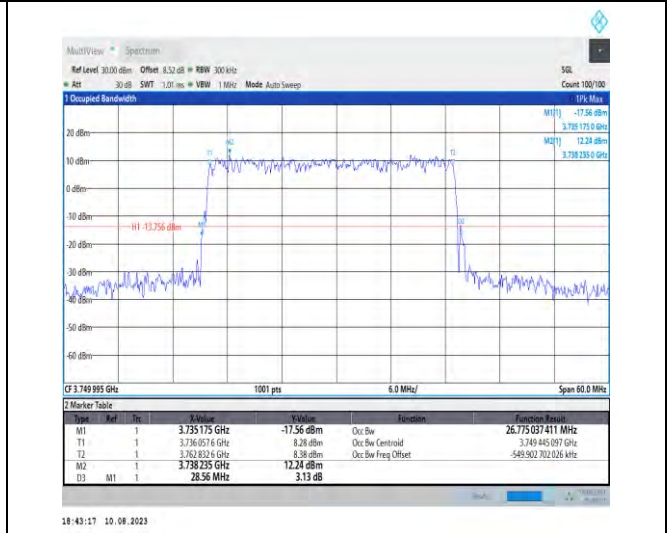 MultiView Spectrum
Ref Level 30.00 dBm Offset 8.52 dB RBW 300 kHz SGL
Att 30 dB SWT 1.01 ms VBW 1 MHz Mode Auto Sweep Count 100/100
1 Occupied Bandwidth 1Pk Max
M1[1] -17.56 dBm
3.735 175 0 GHz
M2[1] 12.24 dBm
3.738 235 0 GHz
20 dBm
M2
T1 T2
10 dBm
0 dBm
-10 dBm
H1 -13.756 dBm
-20 dBm
-30 dBm
-40 dBm
-50 dBm
-60 dBm
CF 3.749 995 GHz 1001 pts 6.0 MHz/ Span 60.0 MHz
2 Marker Table
Type Ref Trc X-Value Y-Value Function Function Result
M1 1 3.735 175 GHz -17.56 dBm Occ Bw 26.775 037 411 MHz
T1 1 3.736 057 6 GHz 8.28 dBm Occ Bw Centroid 3.749 445 097 GHz
T2 1 3.762 832 6 GHz 8.38 dBm Occ Bw Freq Offset -549.902 702 026 kHz
M2 1 3.738 235 GHz 12.24 dBm
D3 M1 1 28.56 MHz 3.13 dB
18:43:17 10.08.2023